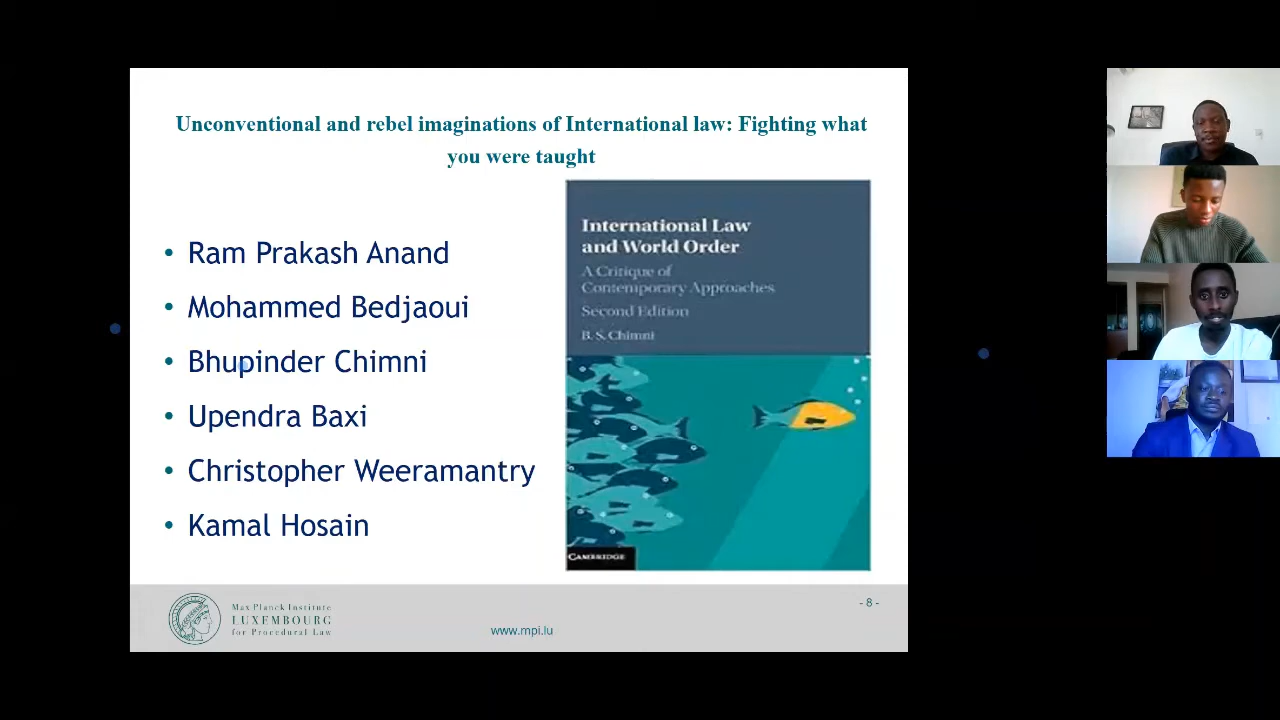 Unconventional and rebel imaginations of International law: Fighting what
you were taught
• Ram Prakash Anand
• Mohammed Bedjaoui
• Bhupinder Chimni
• Upendra Baxi
• Christopher Weeramantry
• Kamal Hosain
International Law
and World Order
A Critique of
Contemporary Approaches
Second Edition
B. S. Chimni
CAMBRIDGE
Max Planck Institute
LUXEMBOURG
for Procedural Law
www.mpi.lu
- 8 -